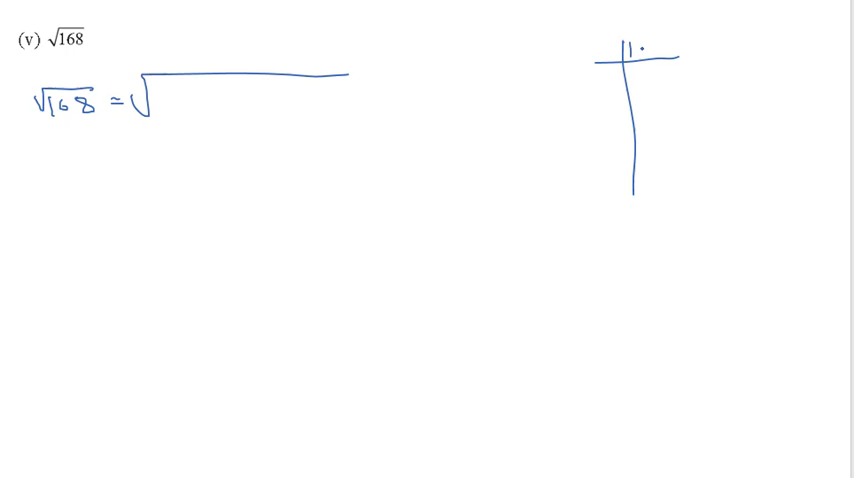 (v) √168
√168 ≃ √
1